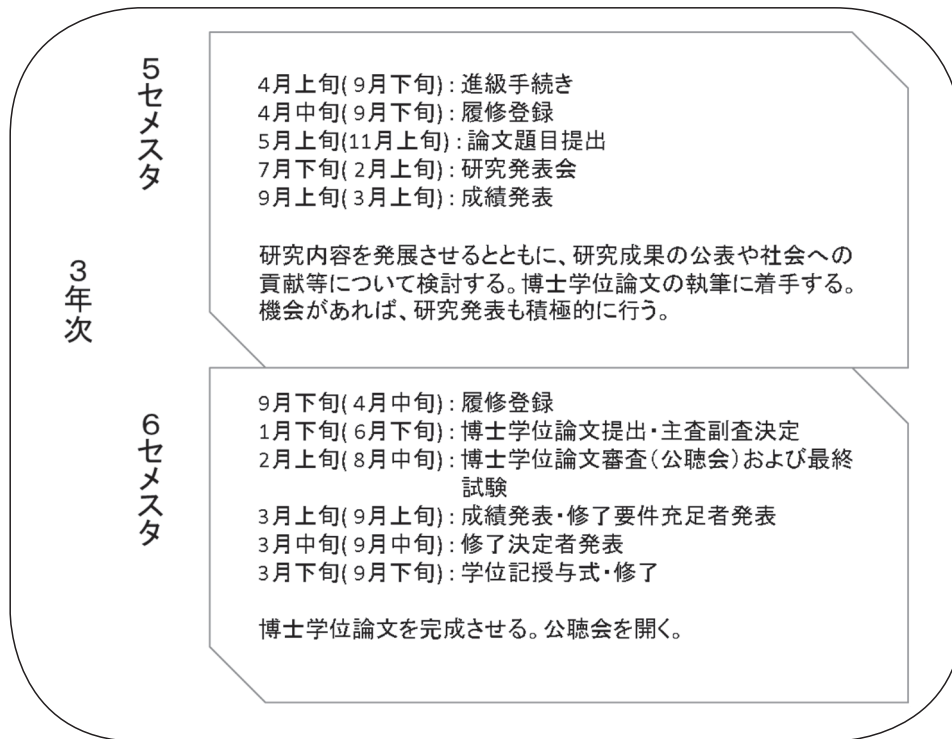 3年次
5セメスタ
4月上旬( 9月下旬) : 進級手続き
4月中旬( 9月下旬) : 履修登録
5月上旬(11月上旬) : 論文題目提出
7月下旬( 2月上旬) : 研究発表会
9月上旬( 3月上旬) : 成績発表
研究内容を発展させるとともに、研究成果の公表や社会への
貢献等について検討する。博士学位論文の執筆に着手する。
機会があれば、研究発表も積極的に行う。
6セメスタ
9月下旬( 4月中旬) : 履修登録
1月下旬( 6月下旬) : 博士学位論文提出・主査副査決定
2月上旬( 8月中旬) : 博士学位論文審査(公聴会)および最終
試験
3月上旬( 9月上旬) : 成績発表・修了要件充足者発表
3月中旬( 9月中旬) : 修了決定者発表
3月下旬( 9月下旬) : 学位記授与式・修了
博士学位論文を完成させる。公聴会を開く。